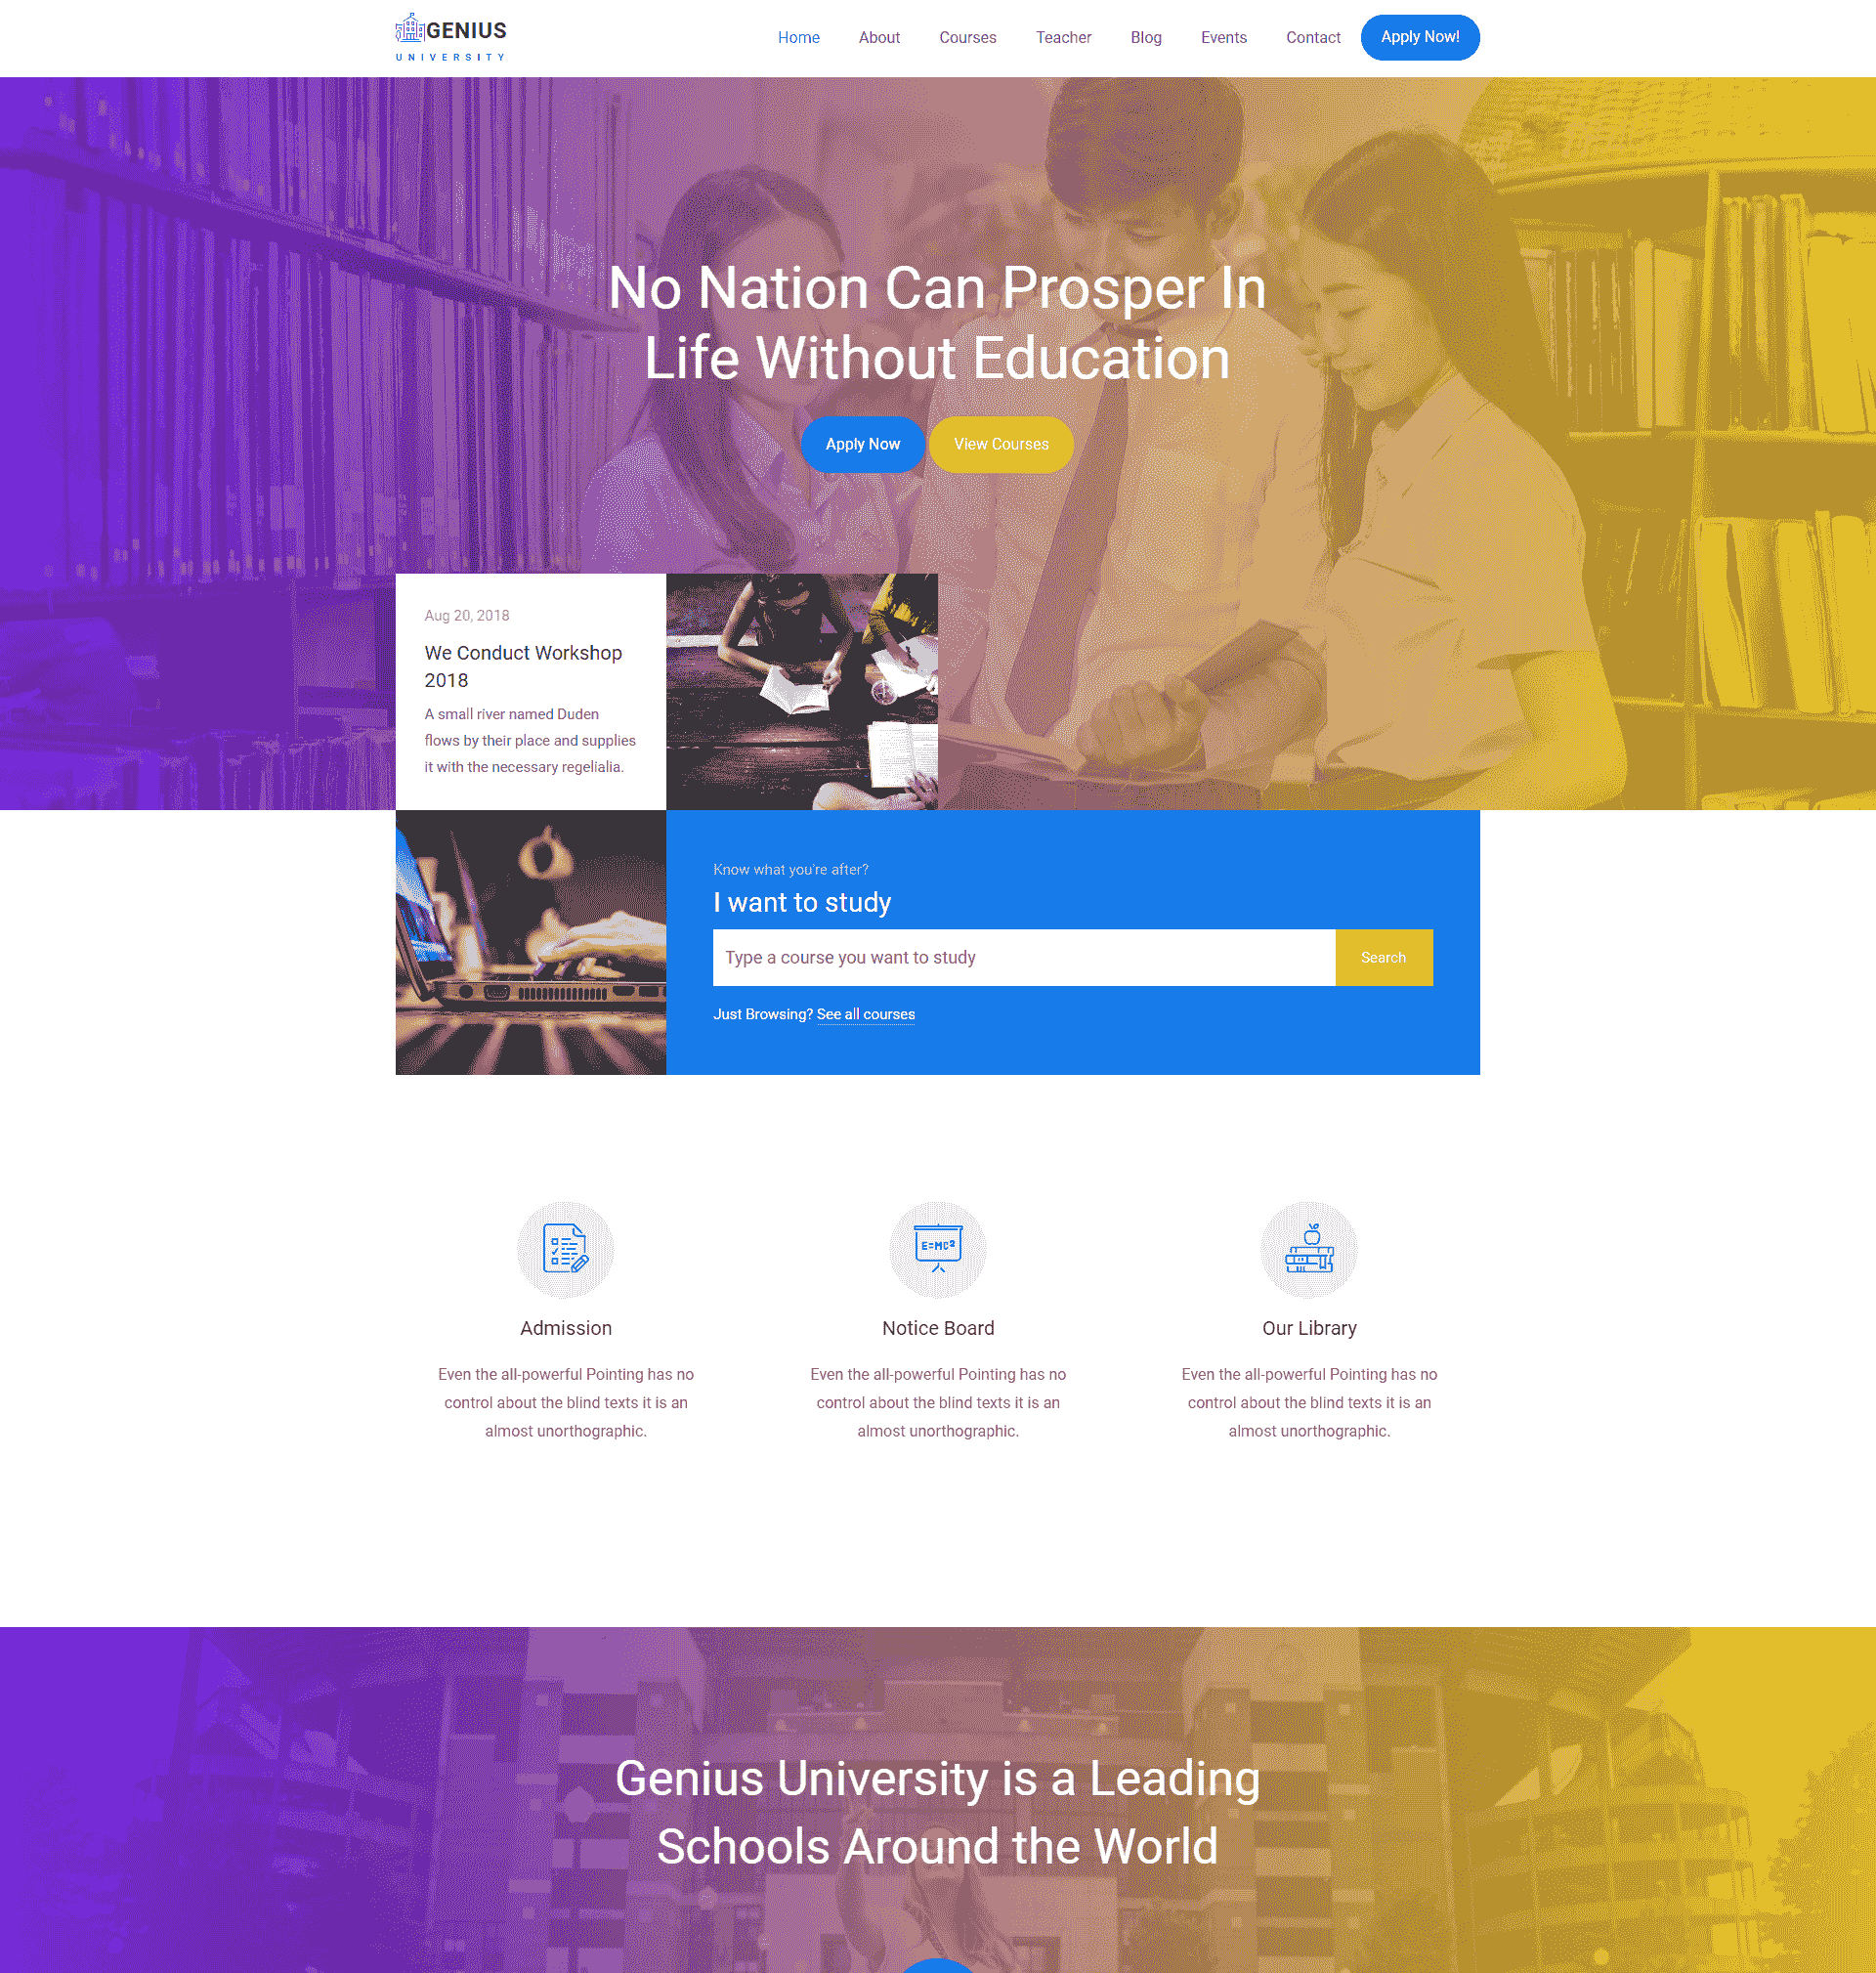 GENIUS
UNIVERSITY
Home About Courses Teacher Blog Events Contact Apply Now!
No Nation Can Prosper In
Life Without Education
Apply Now View Courses
Aug 20, 2018
We Conduct Workshop
2018
A small river named Duden
flows by their place and supplies
it with the necessary regelialia.
Know what you're after?
I want to study
Type a course you want to study Search
Just Browsing? See all courses
E=MC²
Admission
Even the all-powerful Pointing has no
control about the blind texts it is an
almost unorthographic.
Notice Board
Even the all-powerful Pointing has no
control about the blind texts it is an
almost unorthographic.
Our Library
Even the all-powerful Pointing has no
control about the blind texts it is an
almost unorthographic.
Genius University is a Leading
Schools Around the World